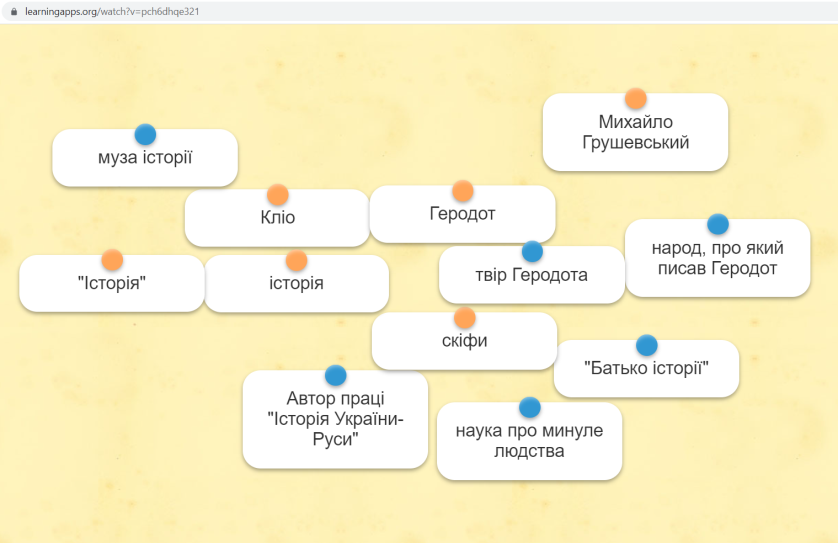 learningapps.org/watch?v=pch6dhqe321
Михайло
Грушевський
муза історії
Кліо
Геродот
народ, про який
писав Геродот
"Історія"
історія
твір Геродота
скіфи
"Батько історії"
Автор праці
"Історія України-
Руси"
наука про минуле
людства